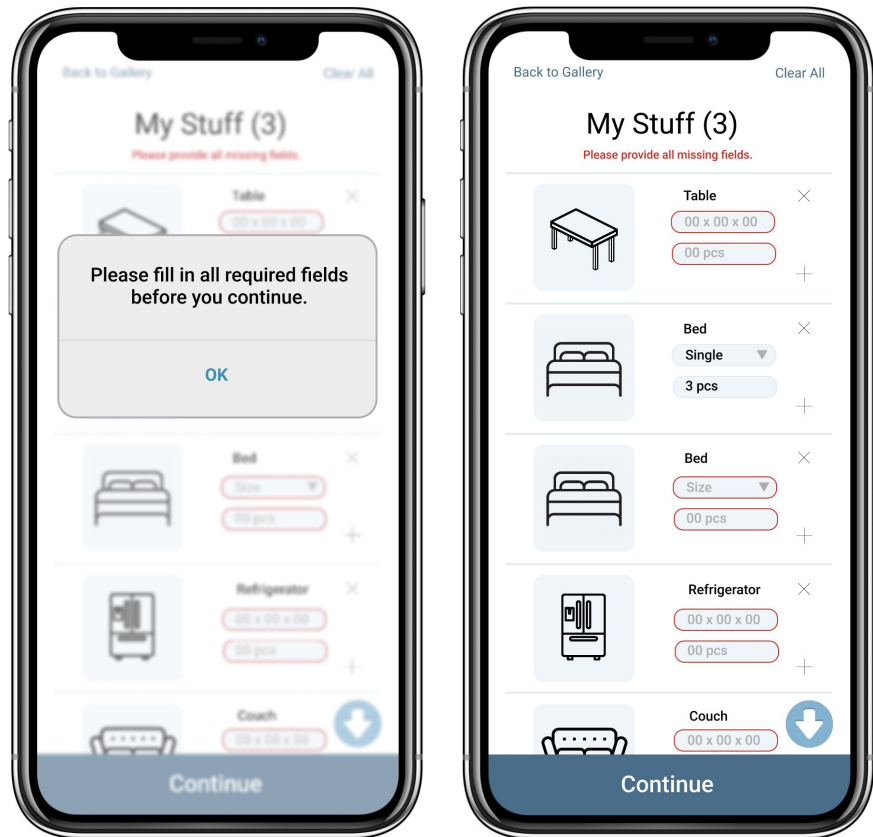 Back to Gallery
Clear All
My Stuff (3)
Please provide all missing fields.
Table
00 x 00 x 00
Please fill in all required fields
before you continue.
OK
Bed
Size
00 pcs
Refrigerator
00 x 00 x 00
00 pcs
Couch
00 x 00 x 00
Continue
Back to Gallery
Clear All
My Stuff (3)
Please provide all missing fields.
Table
00 x 00 x 00
00 pcs
Bed
Single
3 pcs
Bed
Size
00 pcs
Refrigerator
00 x 00 x 00
00 pcs
Couch
00 x 00 x 00
Continue